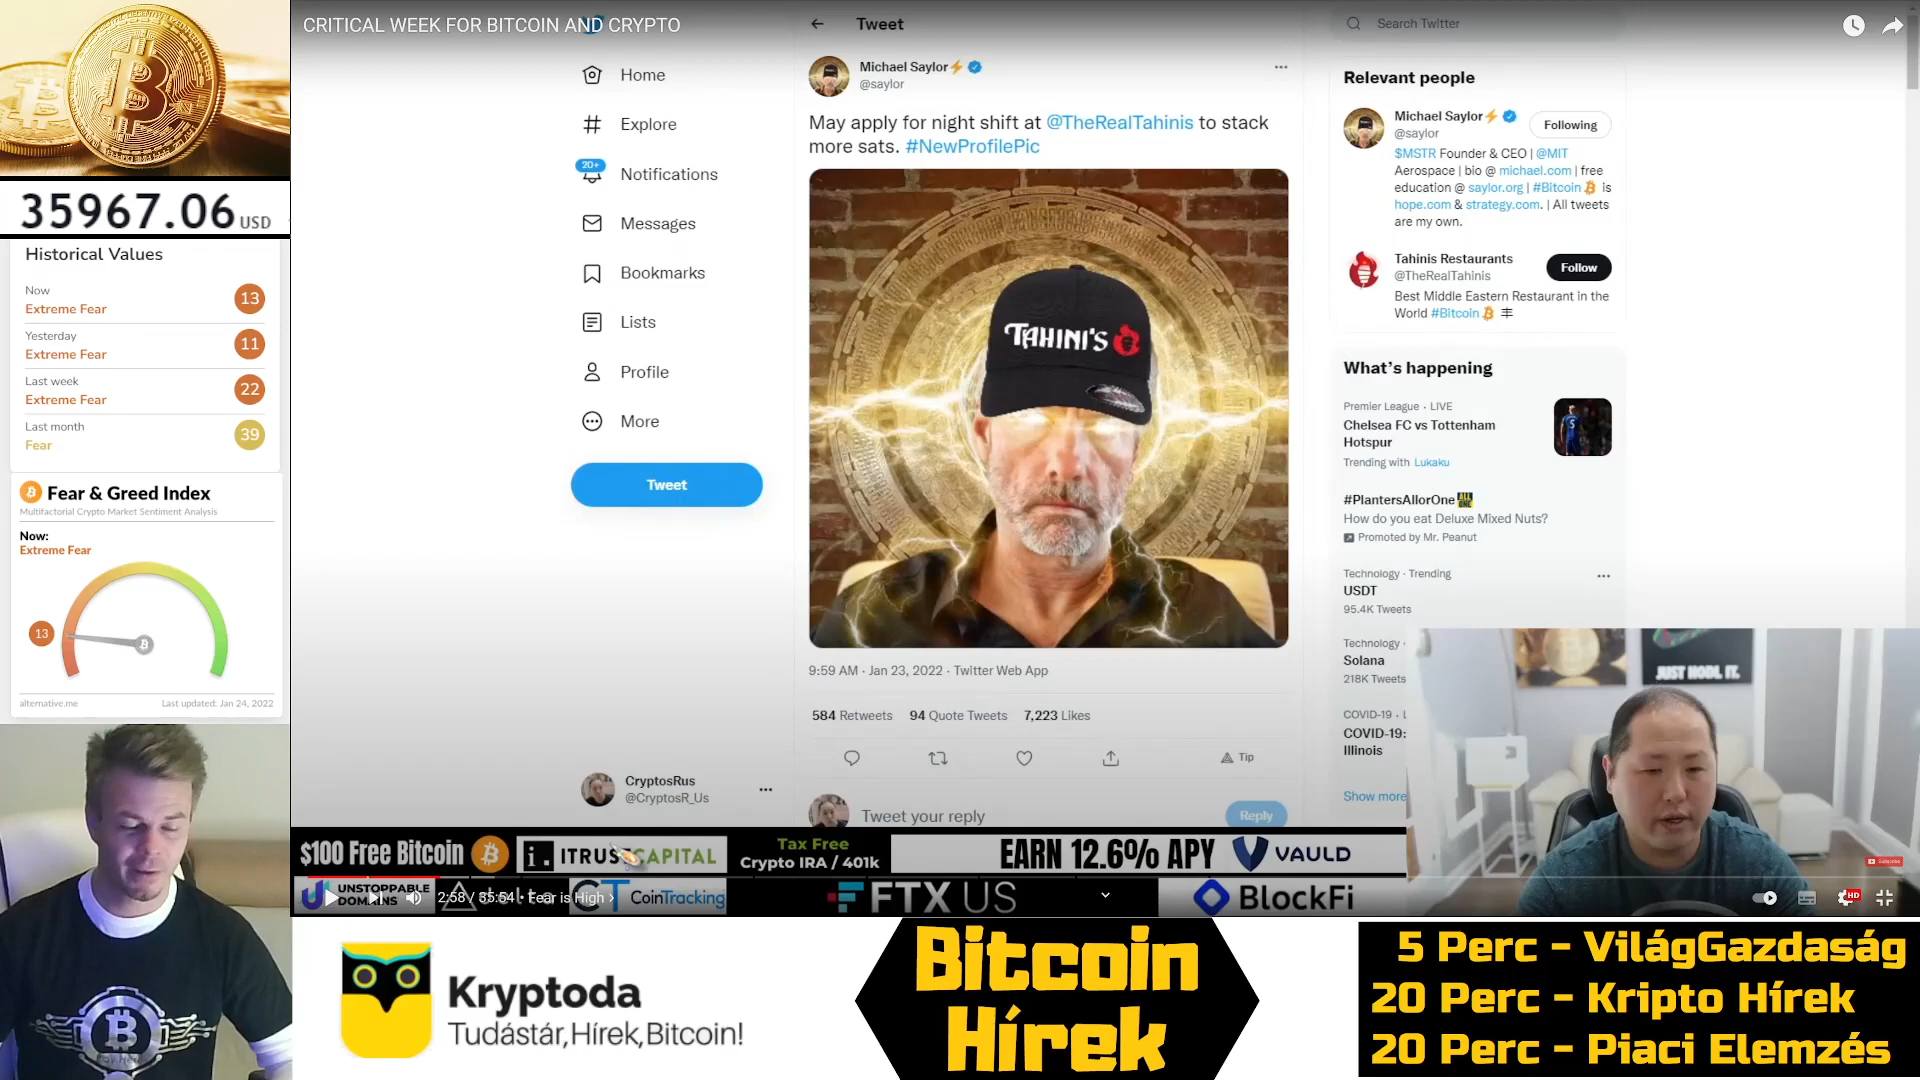 CRITICAL WEEK FOR BITCOIN AND CRYPTO
35967.06 USD
Historical Values
Now
Extreme Fear
13
Yesterday
Extreme Fear
11
Last week
Extreme Fear
22
Last month
Fear
39
Fear & Greed Index
Multifactorial Crypto Market Sentiment Analysis
Now:
Extreme Fear
13
alternative.me
Last updated: Jan 24, 2022
Home
Explore
20+
Notifications
Messages
Bookmarks
Lists
Profile
More
Tweet
CryptosRus
@CryptosR_Us
Tweet
Michael Saylor⚡
@saylor
May apply for night shift at @TheRealTahinis to stack
more sats. #NewProfilePic
TAHINI'S
9:59 AM · Jan 23, 2022 · Twitter Web App
584 Retweets 94 Quote Tweets 7,223 Likes
Tip
Tweet your reply
Reply
Search Twitter
Relevant people
Michael Saylor⚡
@saylor
Following
$MSTR Founder & CEO | @MIT
Aerospace | bio @ michael.com | free
education @ saylor.org | #Bitcoin is
hope.com & strategy.com. | All tweets
are my own.
Tahinis Restaurants
@TheRealTahinis
Follow
Best Middle Eastern Restaurant in the
World #Bitcoin 丰
What's happening
Premier League · LIVE
Chelsea FC vs Tottenham
Hotspur
Trending with Lukaku
#PlantersAllorOne
How do you eat Deluxe Mixed Nuts?
Promoted by Mr. Peanut
Technology · Trending
USDT
95.4K Tweets
Technology ·
Solana
218K Tweets
COVID-19 ·
COVID-19:
Illinois
Show more
JUST HODL IT.
Subscribe
$100 Free Bitcoin
ITRUSTCAPITAL
Tax Free
Crypto IRA / 401k
EARN 12.6% APY
VAULD
UNSTOPPABLE
DOMAINS
CT CoinTracking
FTX US
BlockFi
2:58 / 35:54 · Fear is High ›
HD
Kryptoda
Tudástár,Hírek,Bitcoin!
Bitcoin
Hírek
5 Perc - VilágGazdaság
20 Perc - Kripto Hírek
20 Perc - Piaci Elemzés